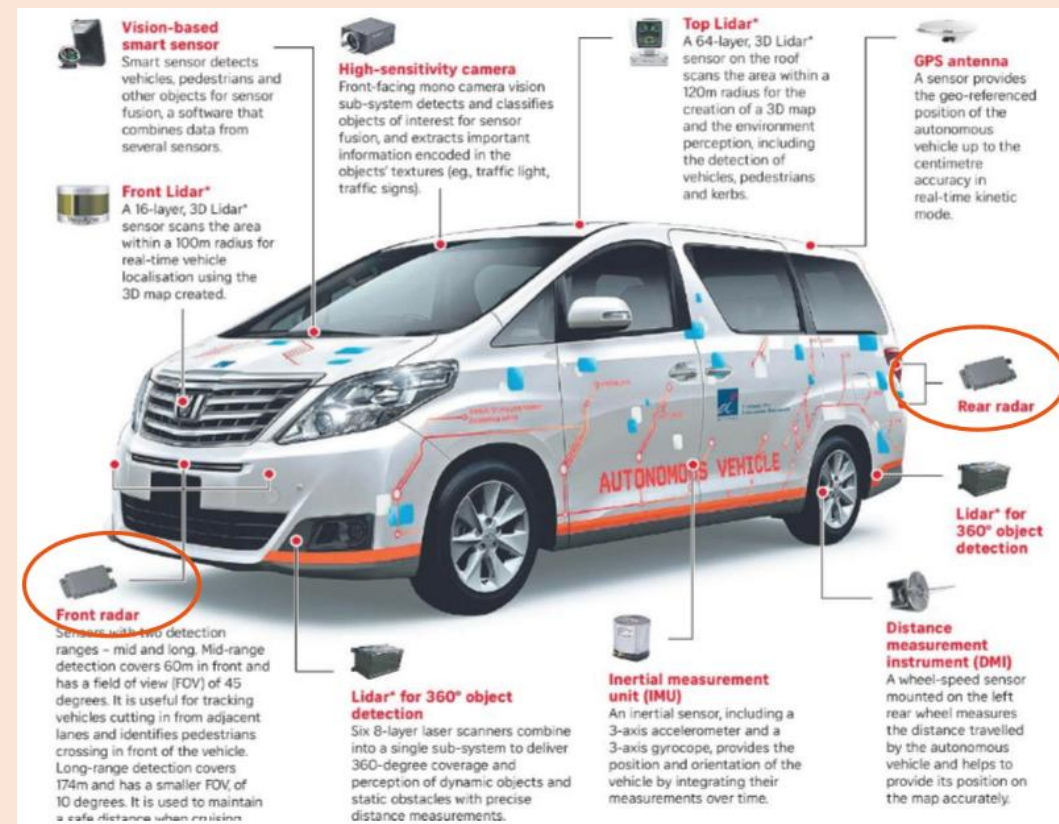 Vision-based
smart sensor
Smart sensor detects
vehicles, pedestrians and
other objects for sensor
fusion, a software that
combines data from
several sensors.
High-sensitivity camera
Front-facing mono camera vision
sub-system detects and classifies
objects of interest for sensor
fusion, and extracts important
information encoded in the
objects' textures (eg., traffic light,
traffic signs).
Top Lidar*
A 64-layer, 3D Lidar*
sensor on the roof
scans the area within a
120m radius for the
creation of a 3D map
and the environment
perception, including
the detection of
vehicles, pedestrians
and kerbs.
GPS antenna
A sensor provides
the geo-referenced
position of the
autonomous
vehicle up to the
centimetre
accuracy in
real-time kinetic
mode.
Front Lidar*
A 16-layer, 3D Lidar*
sensor scans the area
within a 100m radius for
real-time vehicle
localisation using the
3D map created.
Rear radar
AUTONOMOUS VEHICLE
Lidar* for
360° object
detection
Front radar
Sensors with two detection
ranges – mid and long. Mid-range
detection covers 60m in front and
has a field of view (FOV) of 45
degrees. It is useful for tracking
vehicles cutting in from adjacent
lanes and identifies pedestrians
crossing in front of the vehicle.
Long-range detection covers
174m and has a smaller FOV, of
10 degrees. It is used to maintain
a safe distance when cruising
Lidar* for 360° object
detection
Six 8-layer laser scanners combine
into a single sub-system to deliver
360-degree coverage and
perception of dynamic objects and
static obstacles with precise
distance measurements.
Inertial measurement
unit (IMU)
An inertial sensor, including a
3-axis accelerometer and a
3-axis gyrocope, provides the
position and orientation of the
vehicle by integrating their
measurements over time.
Distance
measurement
instrument (DMI)
A wheel-speed sensor
mounted on the left
rear wheel measures
the distance travelled
by the autonomous
vehicle and helps to
provide its position on
the map accurately.